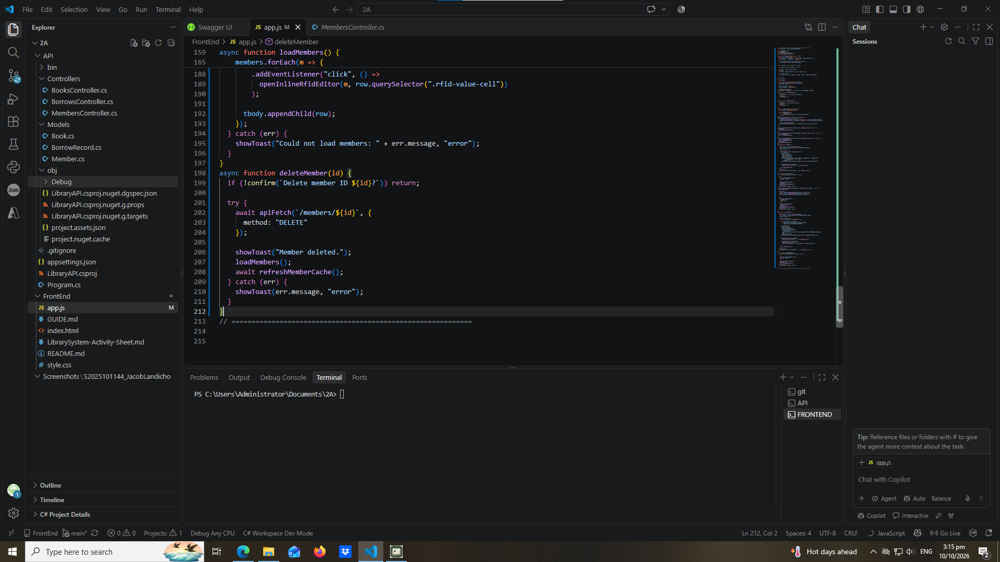 File Edit Selection View Go Run Terminal Help
2A
Explorer
2A
API
bin
Controllers
BooksController.cs
BorrowsController.cs
MembersController.cs
Models
Book.cs
BorrowRecord.cs
Member.cs
obj
Debug
LibraryAPI.csproj.nuget.dgspec.json
LibraryAPI.csproj.nuget.g.props
LibraryAPI.csproj.nuget.g.targets
project.assets.json
project.nuget.cache
.gitignore
appsettings.json
LibraryAPI.csproj
Program.cs
FrontEnd
JS app.js M
GUIDE.md
index.html
LibrarySystem-Activity-Sheet.md
README.md
# style.css
Screenshots\S2025101144_JacobLandicho
Outline
Timeline
C# Project Details
Json
1
Swagger UI
JS app.js M
MembersController.cs
FrontEnd > JS app.js > deleteMember
159 async function loadMembers() {
165 members.forEach(m => {
188 .addEventListener("click", () =>
189 openInlineRfidEditor(m, row.querySelector(".rfid-value-cell"))
190 );
191
192 tbody.appendChild(row);
193 });
194 } catch (err) {
195 showToast("Could not load members: " + err.message, "error");
196 }
197 }
198 async function deleteMember(id) {
199 if (!confirm(`Delete member ID ${id}?`)) return;
200
201 try {
202 await apiFetch(`/members/${id}`, {
203 method: "DELETE"
204 });
205
206 showToast("Member deleted.");
207 loadMembers();
208 await refreshMemberCache();
209 } catch (err) {
210 showToast(err.message, "error");
211 }
212 }
213 // ============================================================
214
215
Problems Output Debug Console Terminal Ports
PS C:\Users\Administrator\Documents\2A>
git
API
FRONTEND
Chat
Sessions
Tip: Reference files or folders with # to give
the agent more context about the task.
JS app.js
Chat with Copilot
Agent Auto Balance
Copilot Interactive
FrontEnd main* 0 0 Projects: 1 Debug Any CPU C# Workspace Dev Mode
Ln 212, Col 2 Spaces: 4 UTF-8 CRLF JavaScript Go Live
Type here to search
Hot days ahead
ENG
3:15 pm
10/10/2026
2